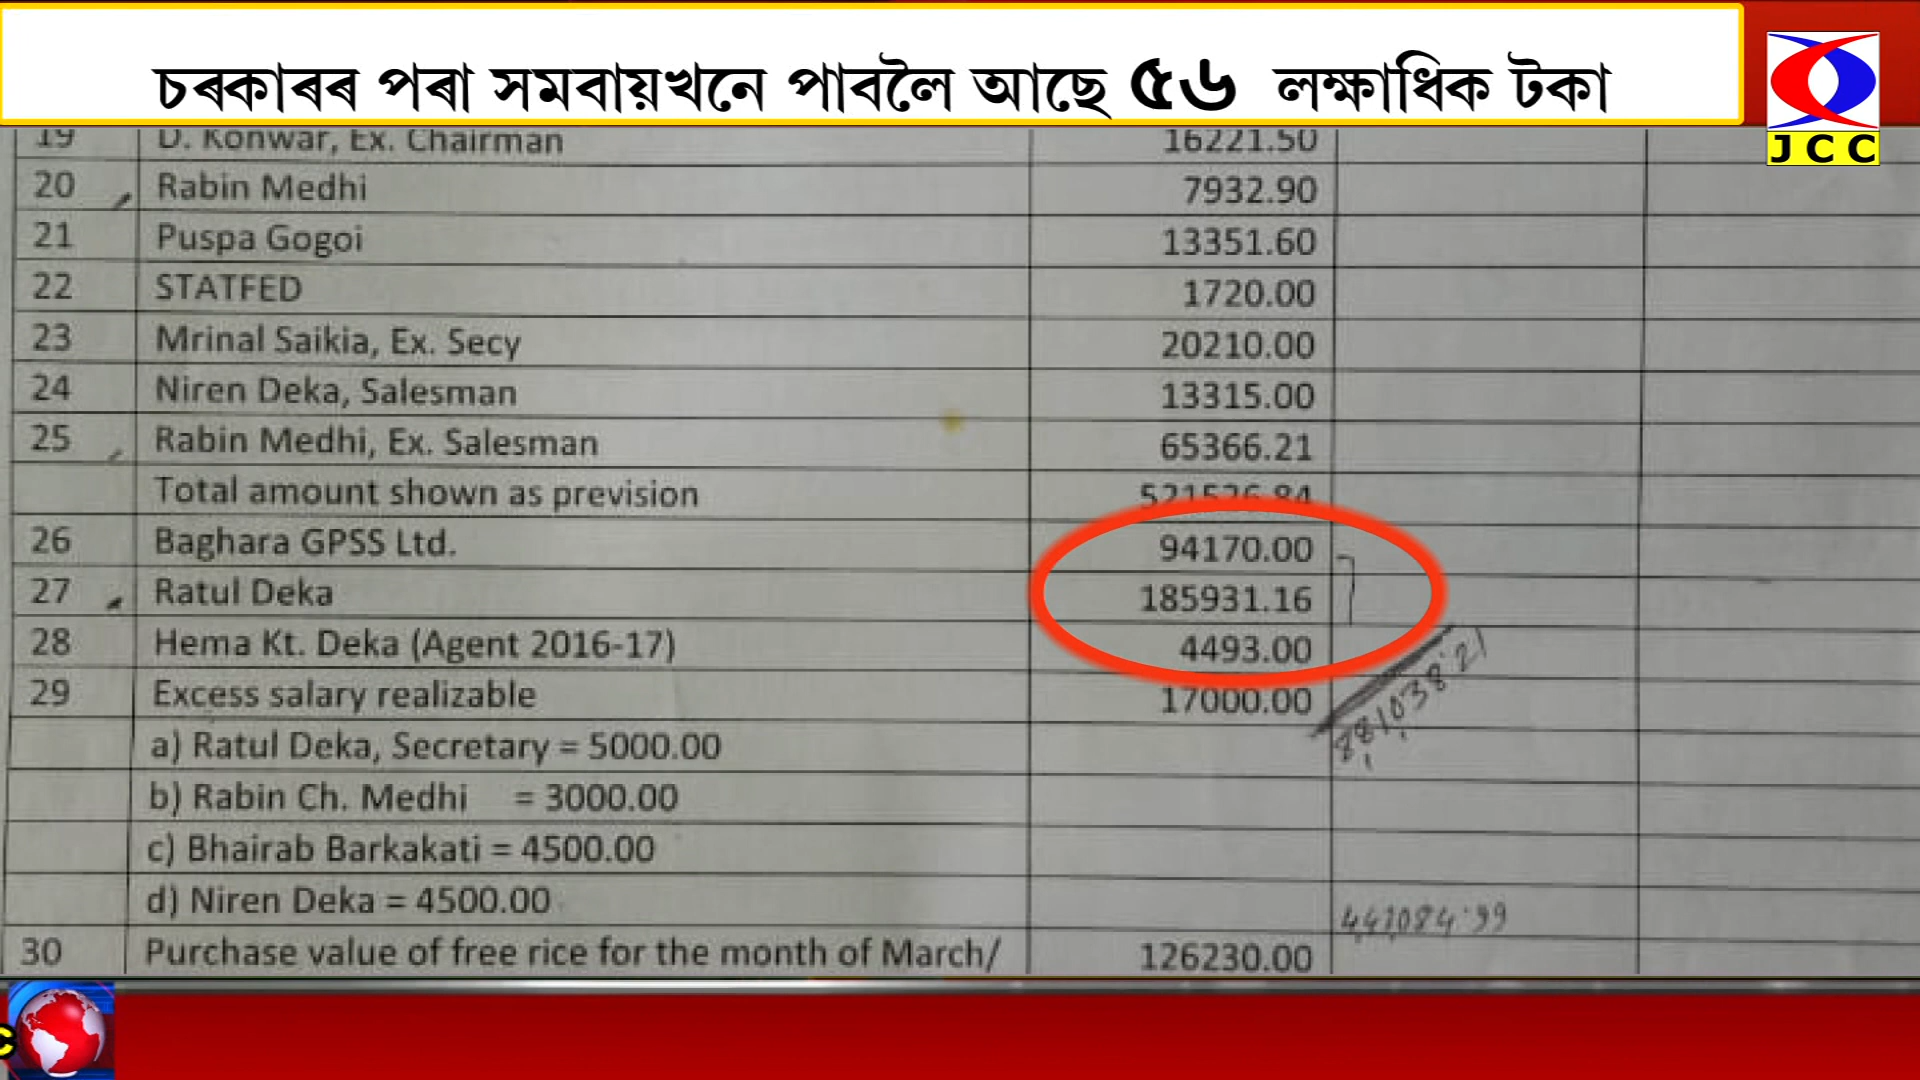 চৰকাৰৰ পৰা সমবায়খনে পাবলৈ আছে ৫৬ লক্ষাধিক টকা
JCC
19 D. Konwar, Ex. Chairman 16221.50
20 Rabin Medhi 7932.90
21 Puspa Gogoi 13351.60
22 STATFED 1720.00
23 Mrinal Saikia, Ex. Secy 20210.00
24 Niren Deka, Salesman 13315.00
25 Rabin Medhi, Ex. Salesman 65366.21
Total amount shown as prevision 521526.84
26 Baghara GPSS Ltd. 94170.00
27 Ratul Deka 185931.16
28 Hema Kt. Deka (Agent 2016-17) 4493.00
29 Excess salary realizable 17000.00
881038.21
a) Ratul Deka, Secretary = 5000.00
b) Rabin Ch. Medhi = 3000.00
c) Bhairab Barkakati = 4500.00
d) Niren Deka = 4500.00
30 Purchase value of free rice for the month of March/ 126230.00